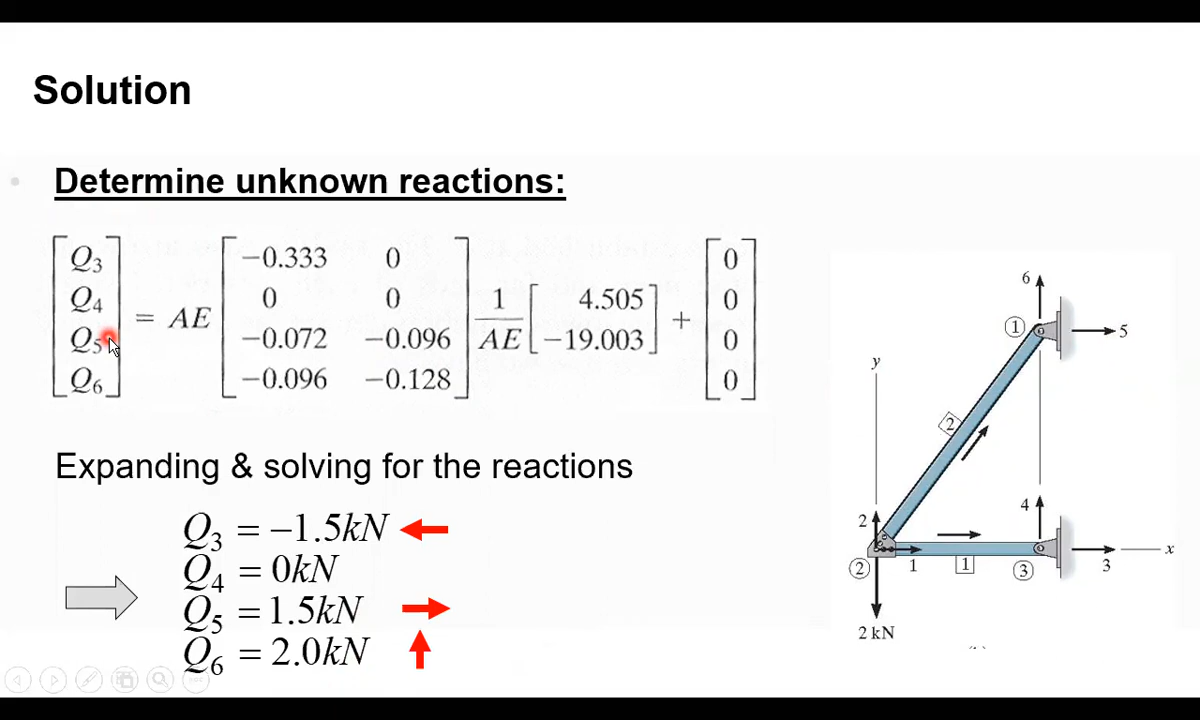 Solution
• Determine unknown reactions:
[Q3 Q4 Q5 Q6] = AE [−0.333 0; 0 0; −0.072 −0.096; −0.096 −0.128] 1/AE [4.505; −19.003] + [0; 0; 0; 0]
Expanding & solving for the reactions
Q3 = −1.5kN
Q4 = 0kN
Q5 = 1.5kN
Q6 = 2.0kN
6
1
5
y
2
4
2
x
2
1
1
3
3
2 kN